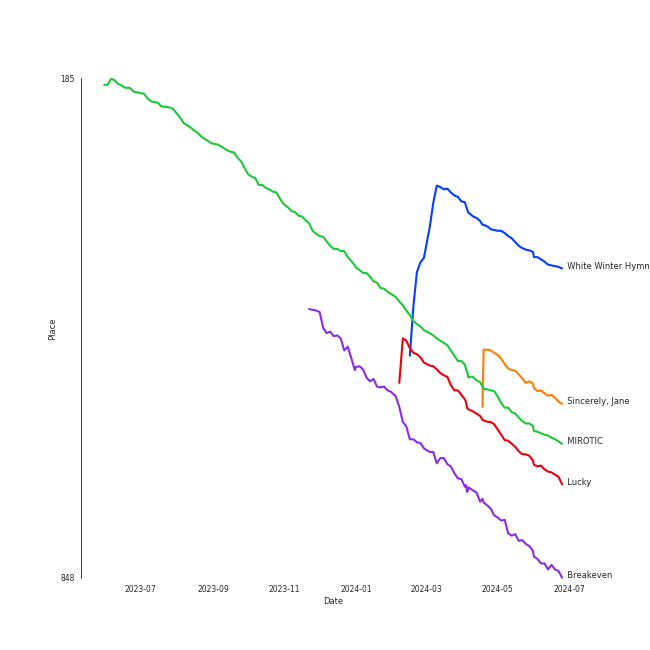 185
White Winter Hymn
Place
Sincerely, Jane
MIROTIC
Lucky
Breakeven
848
2023-07 2023-09 2023-11 2024-01 2024-03 2024-05 2024-07
Date